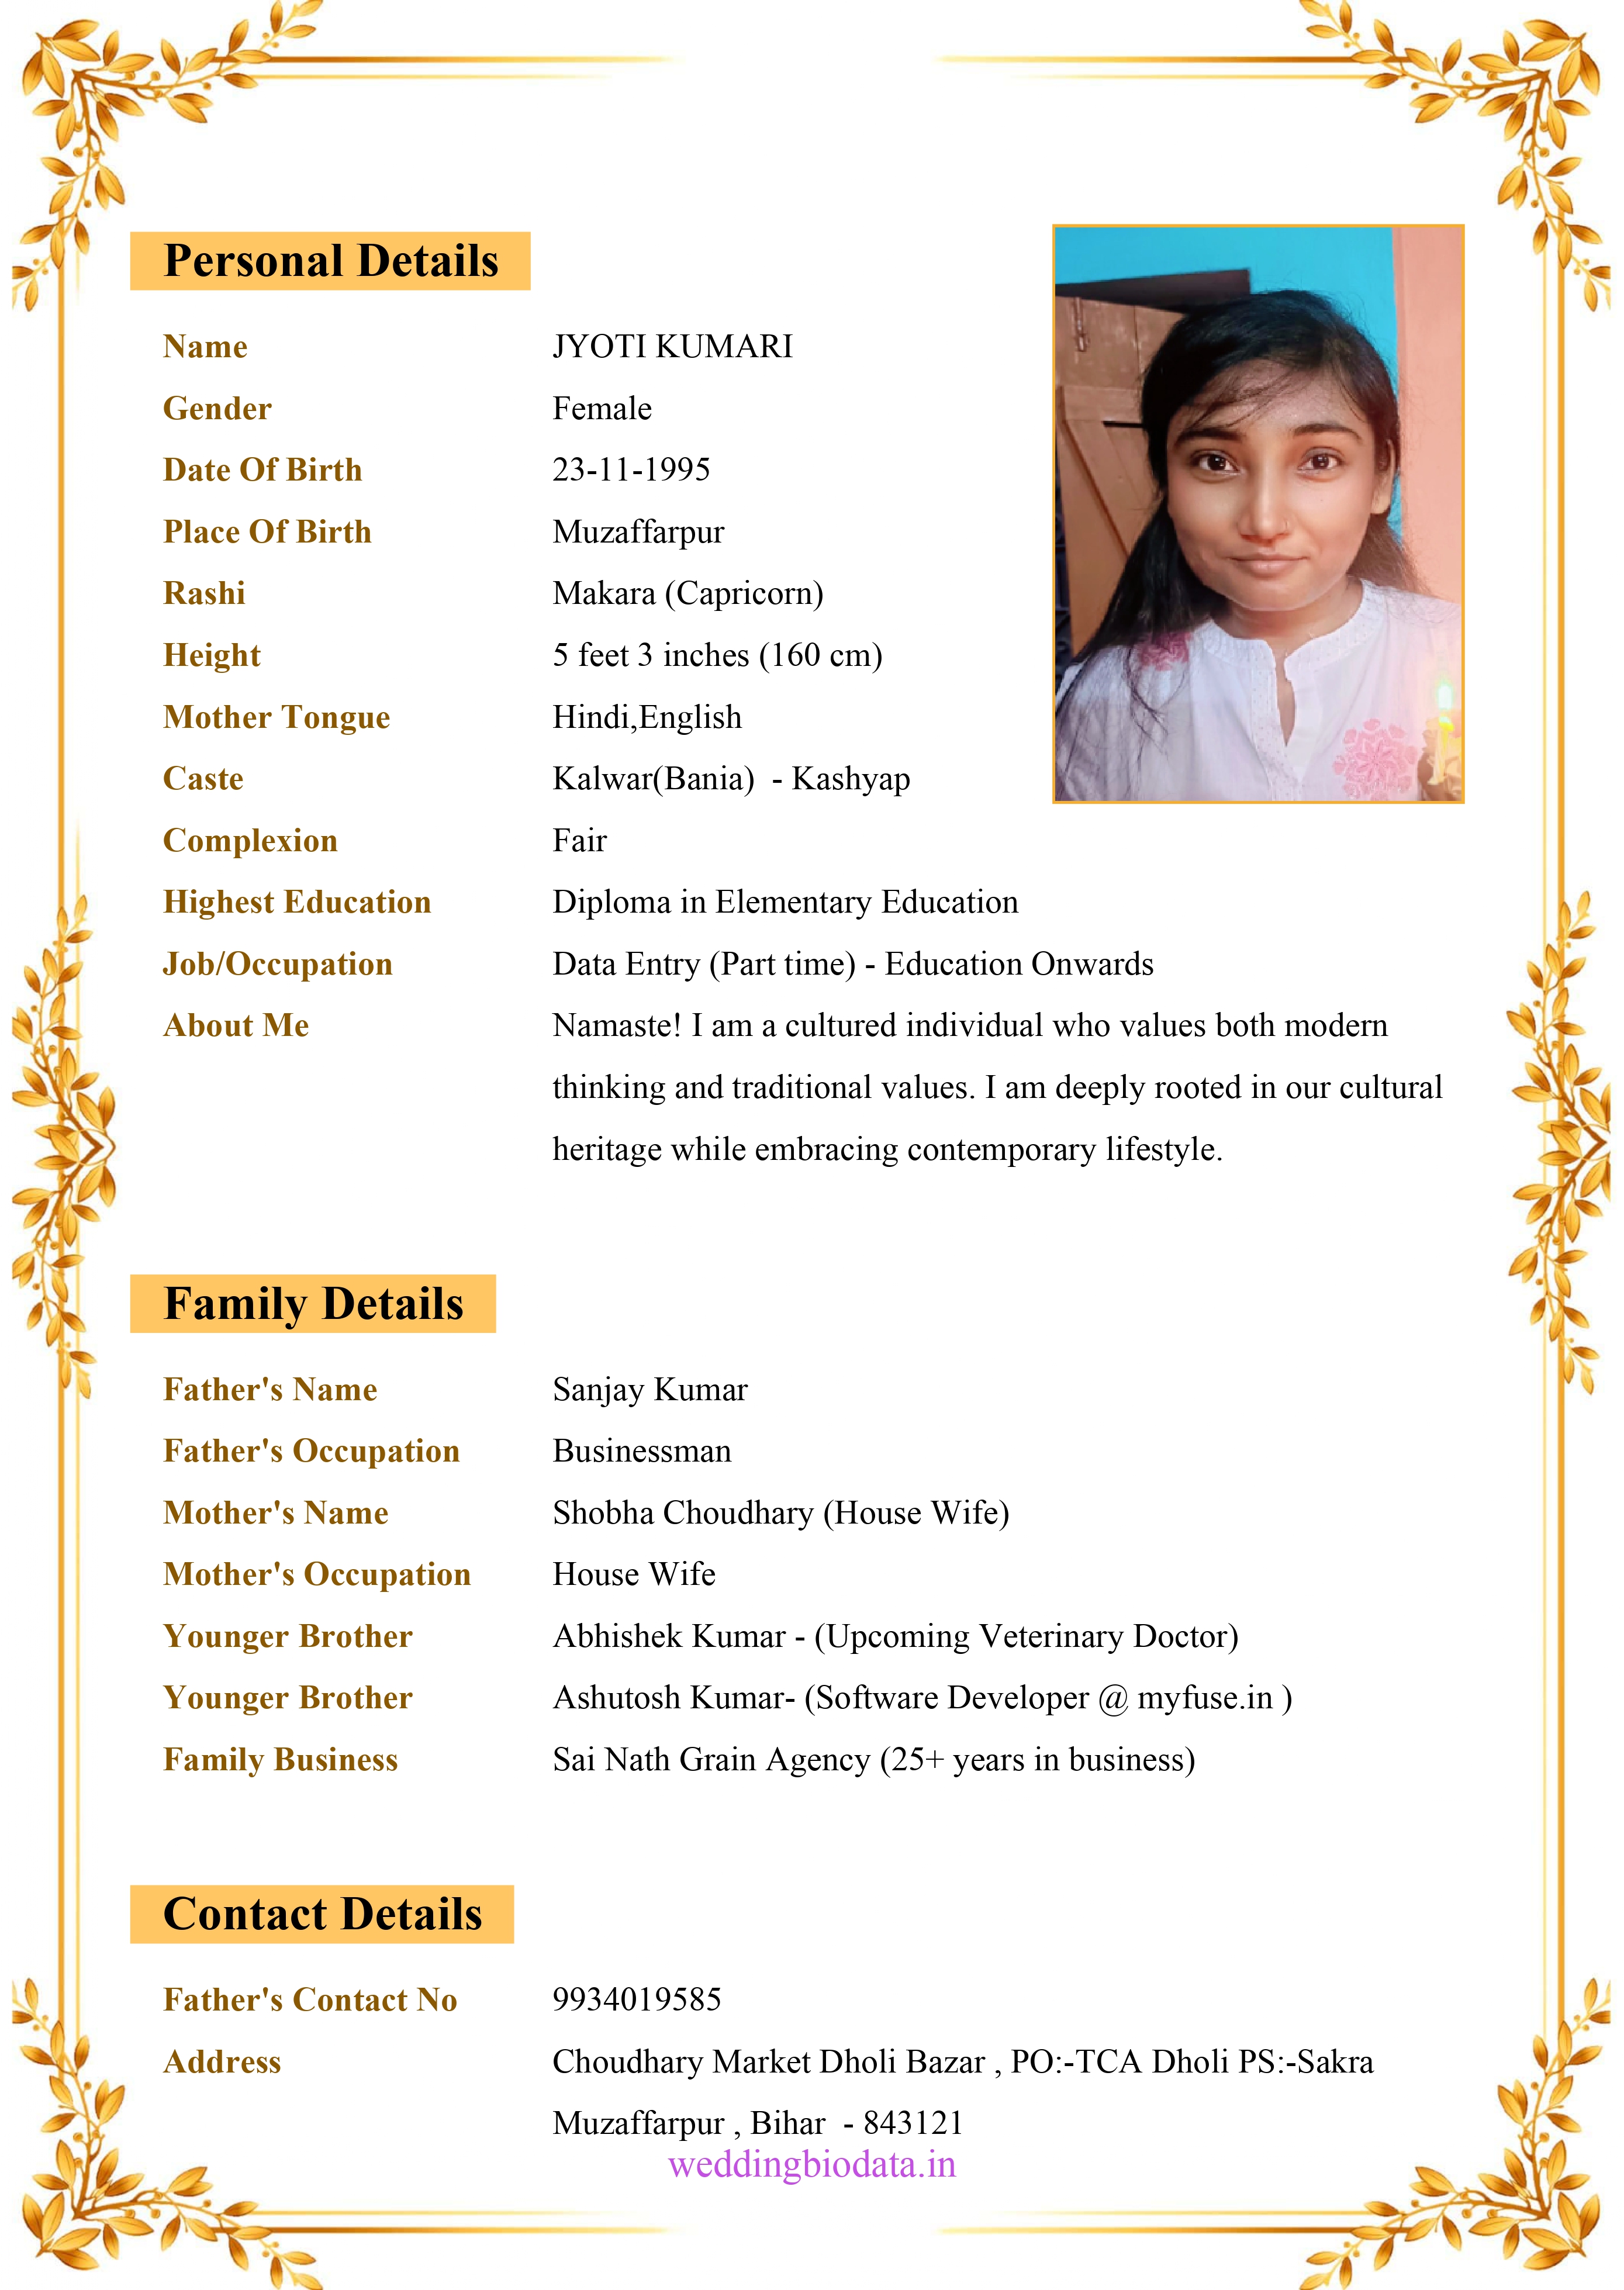 Personal Details
Name JYOTI KUMARI
Gender Female
Date Of Birth 23-11-1995
Place Of Birth Muzaffarpur
Rashi Makara (Capricorn)
Height 5 feet 3 inches (160 cm)
Mother Tongue Hindi,English
Caste Kalwar(Bania)  - Kashyap
Complexion Fair
Highest Education Diploma in Elementary Education
Job/Occupation Data Entry (Part time) - Education Onwards
About Me Namaste! I am a cultured individual who values both modern
thinking and traditional values. I am deeply rooted in our cultural
heritage while embracing contemporary lifestyle.
Family Details
Father's Name Sanjay Kumar
Father's Occupation Businessman
Mother's Name Shobha Choudhary (House Wife)
Mother's Occupation House Wife
Younger Brother Abhishek Kumar - (Upcoming Veterinary Doctor)
Younger Brother Ashutosh Kumar- (Software Developer @ myfuse.in )
Family Business Sai Nath Grain Agency (25+ years in business)
Contact Details
Father's Contact No 9934019585
Address Choudhary Market Dholi Bazar , PO:-TCA Dholi PS:-Sakra
Muzaffarpur , Bihar  - 843121
weddingbiodata.in